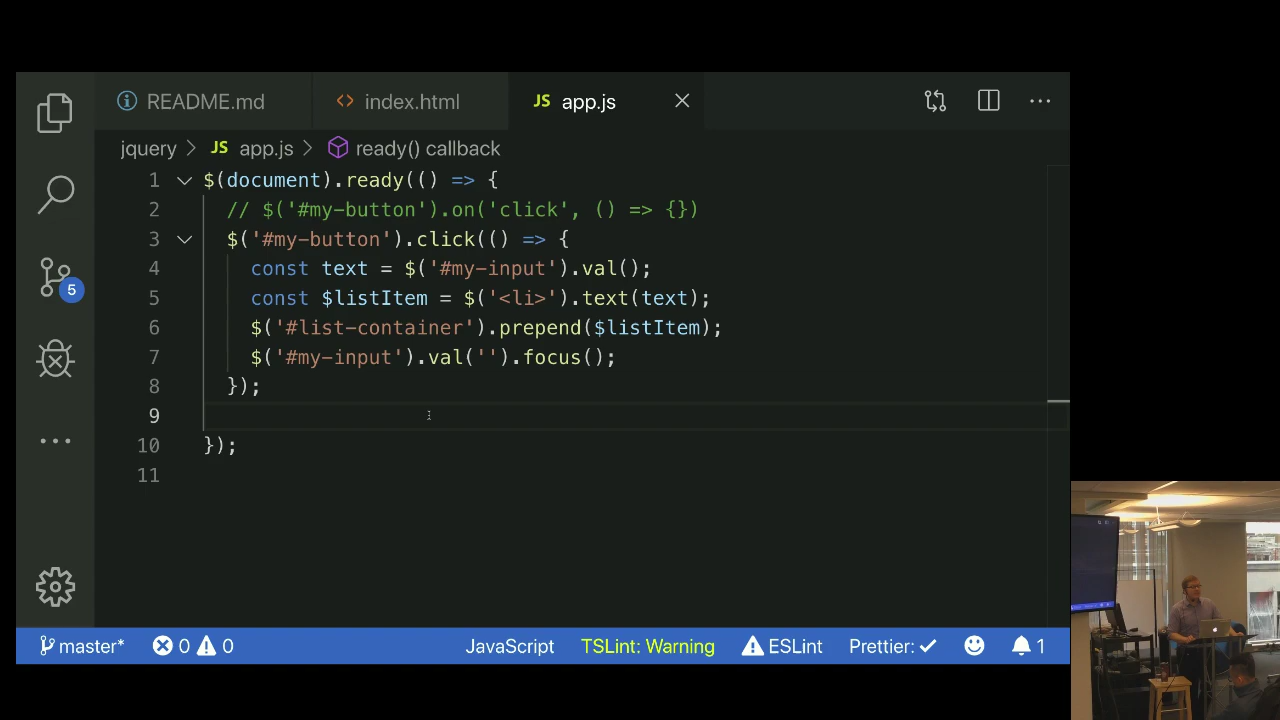 README.md
index.html
JS app.js
jquery > JS app.js > ready() callback
1 $(document).ready(() => {
2 // $('#my-button').on('click', () => {})
3 $('#my-button').click(() => {
4 const text = $('#my-input').val();
5 const $listItem = $('<li>').text(text);
6 $('#list-container').prepend($listItem);
7 $('#my-input').val('').focus();
8 });
9
10 });
11
5
master* 0 0 JavaScript TSLint: Warning ESLint Prettier: ✓ 1